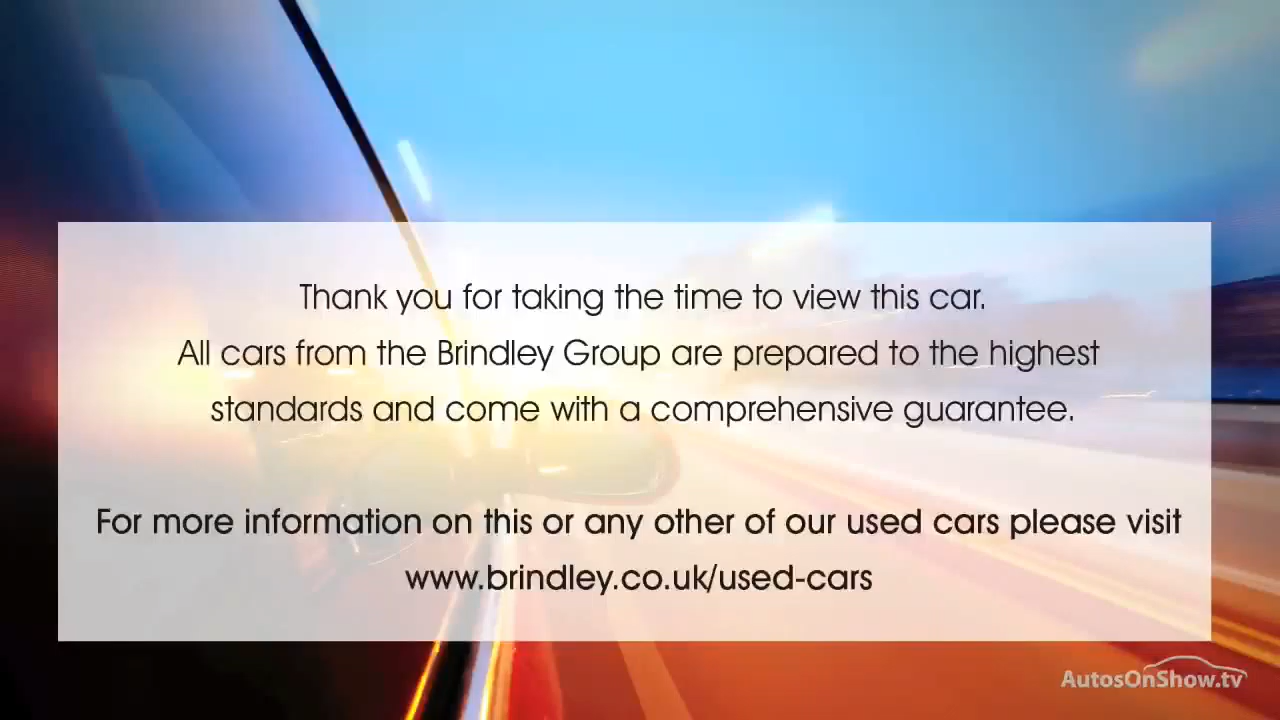 Thank you for taking the time to view this car.
All cars from the Brindley Group are prepared to the highest
standards and come with a comprehensive guarantee.
For more information on this or any other of our used cars please visit
www.brindley.co.uk/used-cars
AutosOnShow.tv